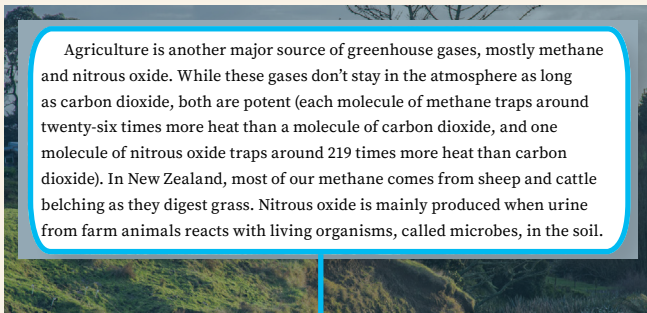 Agriculture is another major source of greenhouse gases, mostly methane
and nitrous oxide. While these gases don’t stay in the atmosphere as long
as carbon dioxide, both are potent (each molecule of methane traps around
twenty-six times more heat than a molecule of carbon dioxide, and one
molecule of nitrous oxide traps around 219 times more heat than carbon
dioxide). In New Zealand, most of our methane comes from sheep and cattle
belching as they digest grass. Nitrous oxide is mainly produced when urine
from farm animals reacts with living organisms, called microbes, in the soil.